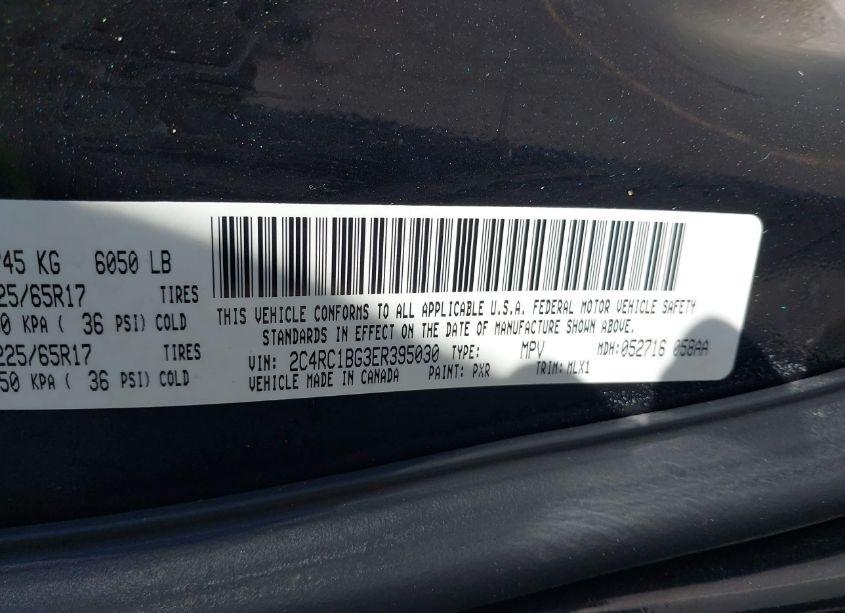 45 KG 6050 LB
25/65R17 TIRES
0 KPA ( 36 PSI) COLD
225/65R17 TIRES
50 KPA ( 36 PSI) COLD
THIS VEHICLE CONFORMS TO ALL APPLICABLE U.S.A. FEDERAL MOTOR VEHICLE SAFETY
STANDARDS IN EFFECT ON THE DATE OF MANUFACTURE SHOWN ABOVE.
VIN: 2C4RC1BG3ER395030 TYPE: MPV MDH:052716 058AA
VEHICLE MADE IN CANADA PAINT: PXR TRIM:MLX1